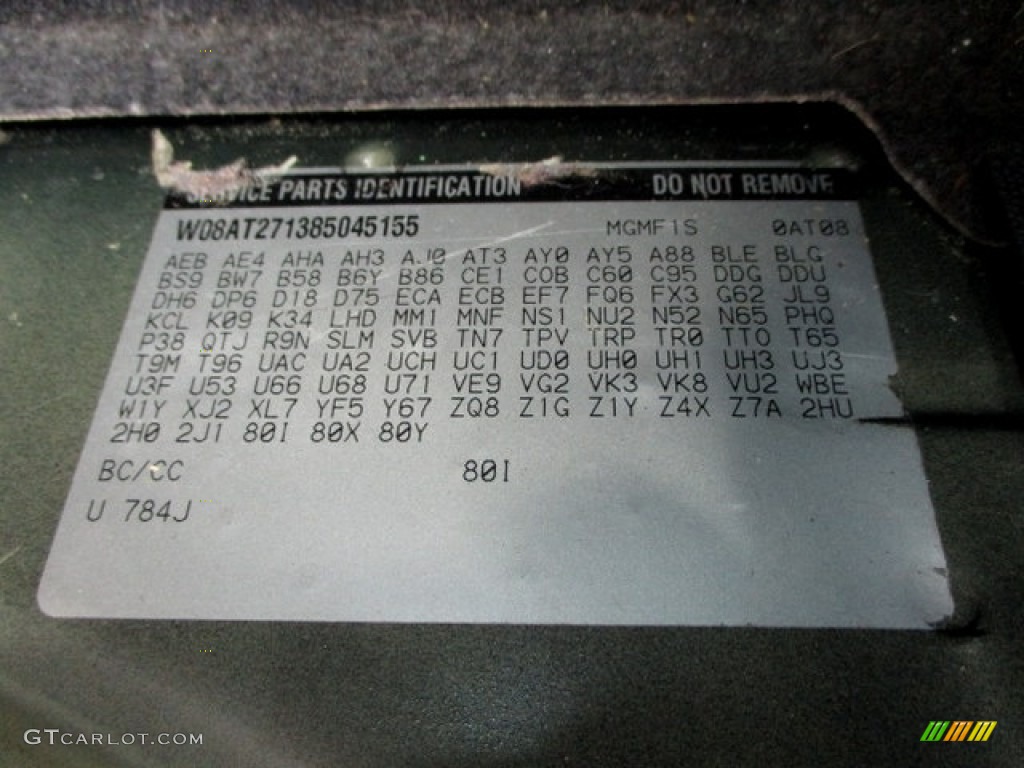 SERVICE PARTS IDENTIFICATION DO NOT REMOVE
W08AT271385045155 MGMF1S 0AT08
AEB AE4 AHA AH3 AJ0 AT3 AY0 AY5 A88 BLE BLG
BS9 BW7 B58 B6Y B86 CE1 C0B C60 C95 DDG DDU
DH6 DP6 D18 D75 ECA ECB EF7 FQ6 FX3 G62 JL9
KCL K09 K34 LHD MM1 MNF NS1 NU2 N52 N65 PHQ
P38 QTJ R9N SLM SVB TN7 TPV TRP TR0 TTO T65
T9M T96 UAC UA2 UCH UC1 UD0 UH0 UH1 UH3 UJ3
U3F U53 U66 U68 U71 VE9 VG2 VK3 VK8 VU2 WBE
W1Y XJ2 XL7 YF5 Y67 ZQ8 Z1G Z1Y Z4X Z7A 2HU
2H0 2J1 80I 80X 80Y
BC/CC 80I
U 784J
GTCARLOT.COM